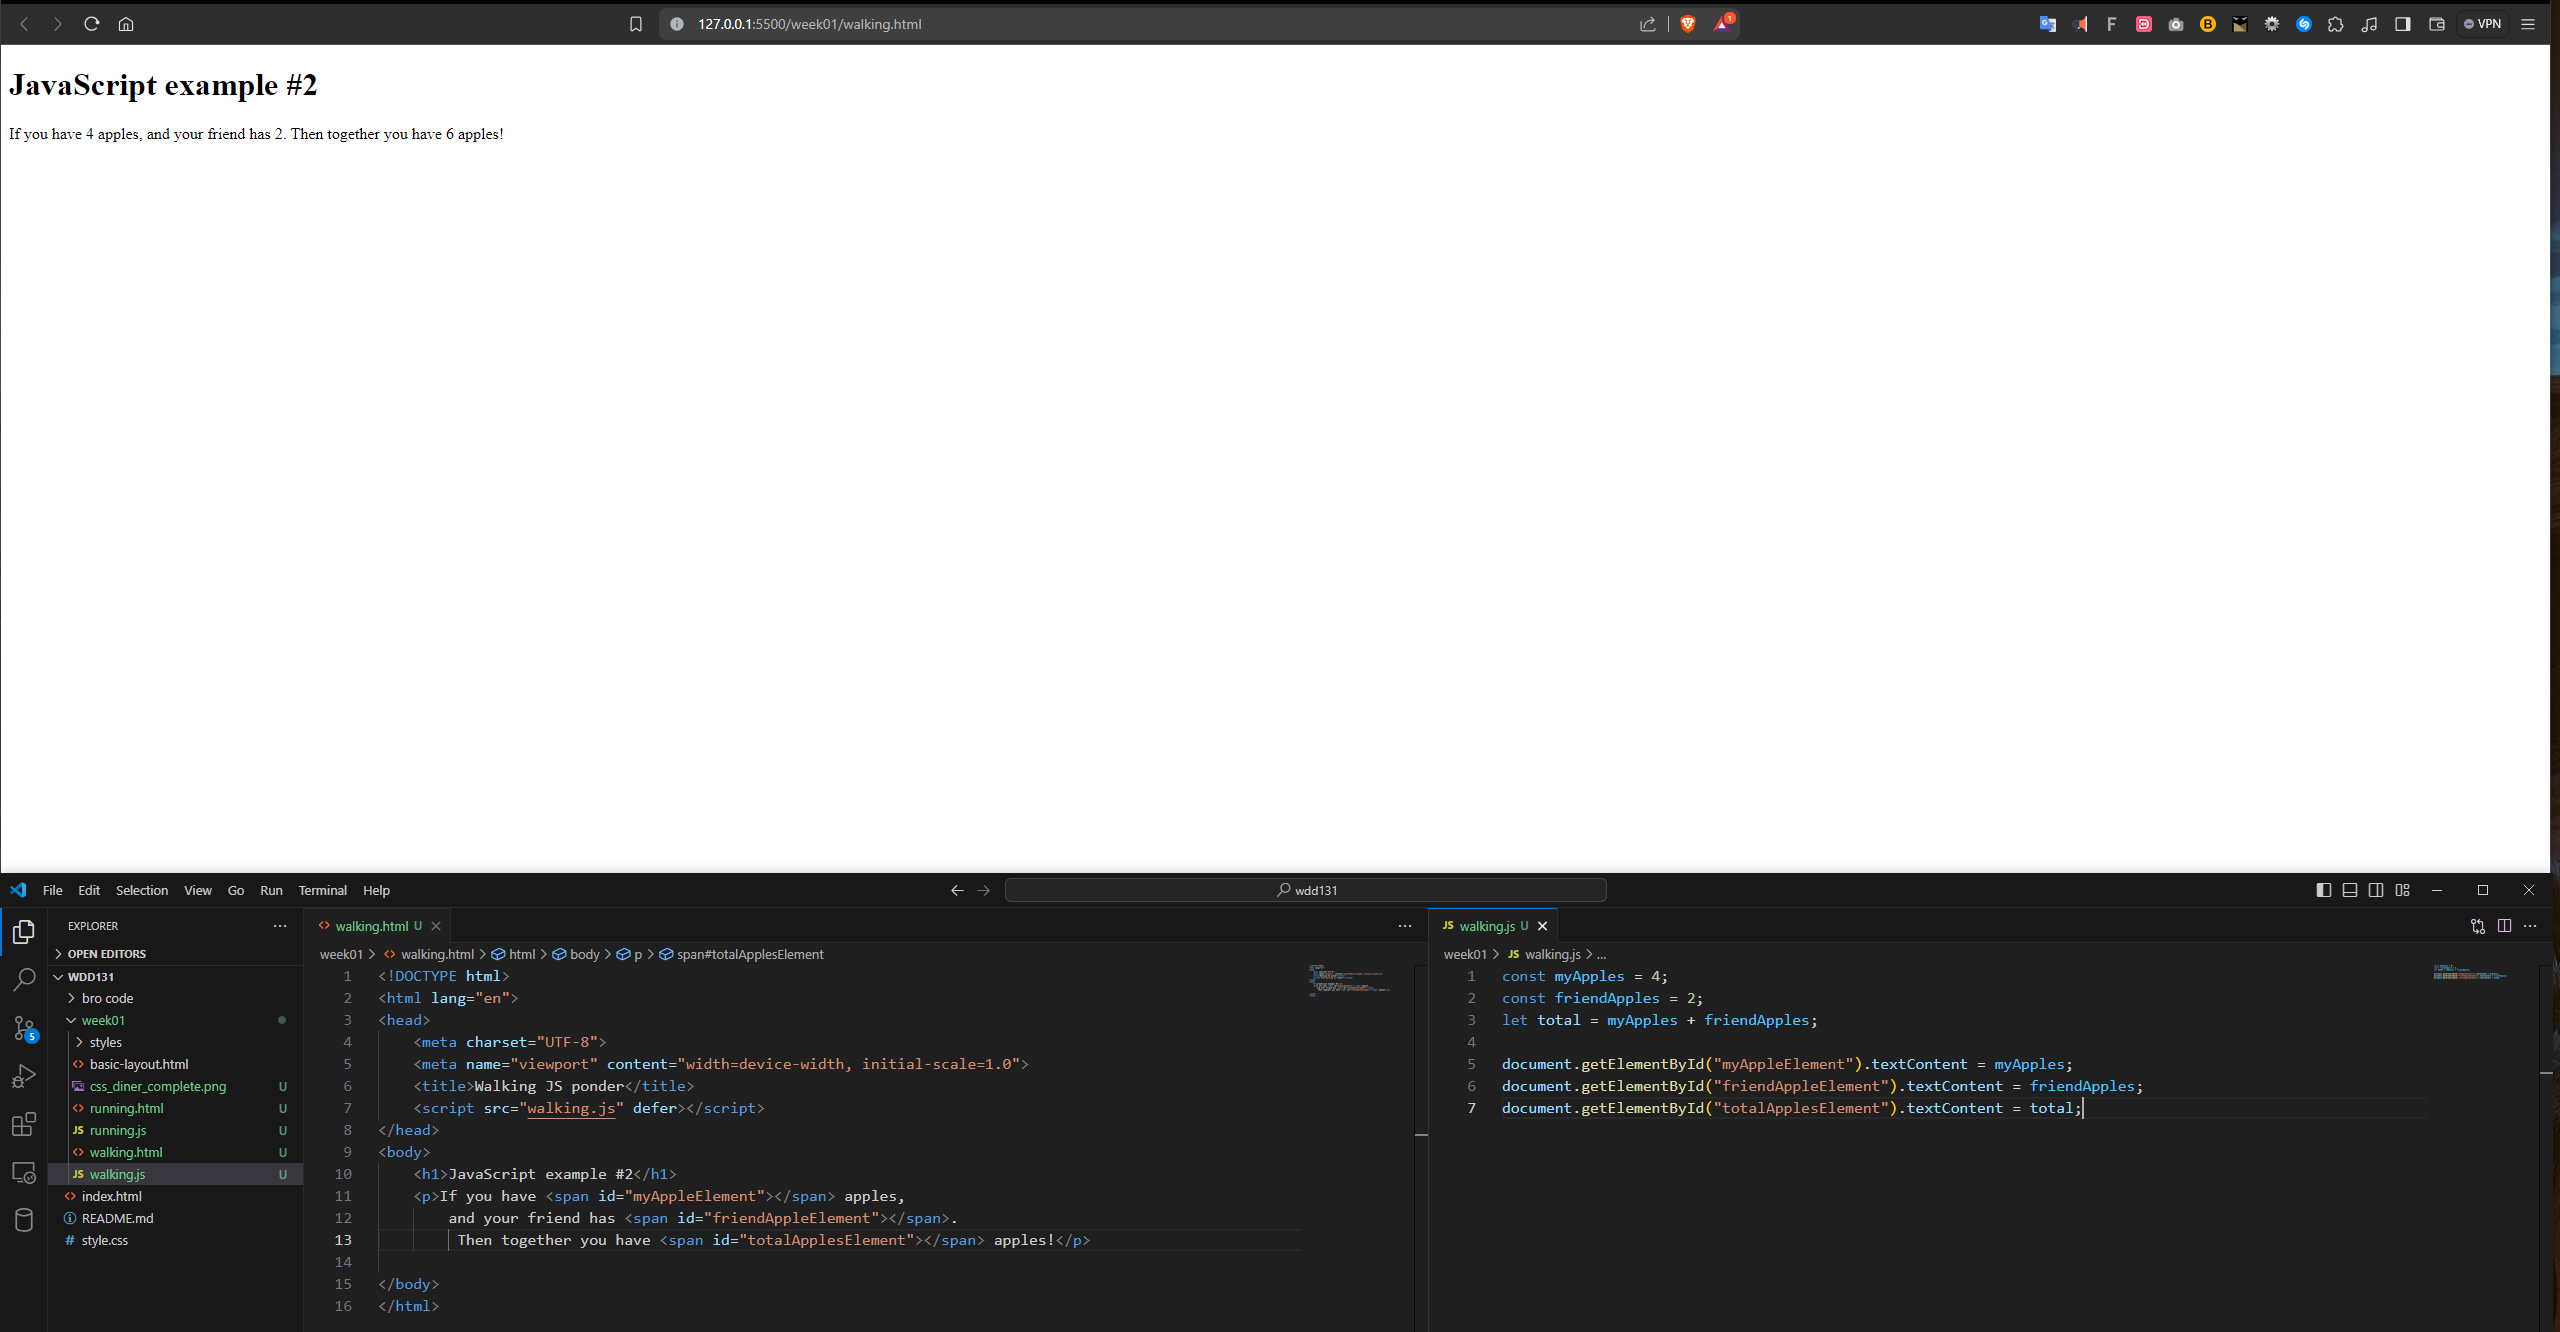 127.0.0.1:5500/week01/walking.html
1
VPN
JavaScript example #2
If you have 4 apples, and your friend has 2. Then together you have 6 apples!
File Edit Selection View Go Run Terminal Help
wdd131
EXPLORER
OPEN EDITORS
WDD131
bro code
week01
styles
basic-layout.html
css_diner_complete.png U
running.html U
JS running.js U
walking.html U
JS walking.js U
index.html
README.md
# style.css
5
walking.html U
week01 > walking.html > html > body > p > span#totalApplesElement
1 <!DOCTYPE html>
2 <html lang="en">
3 <head>
4 <meta charset="UTF-8">
5 <meta name="viewport" content="width=device-width, initial-scale=1.0">
6 <title>Walking JS ponder</title>
7 <script src="walking.js" defer></script>
8 </head>
9 <body>
10 <h1>JavaScript example #2</h1>
11 <p>If you have <span id="myAppleElement"></span> apples,
12 and your friend has <span id="friendAppleElement"></span>.
13 Then together you have <span id="totalApplesElement"></span> apples!</p>
14
15 </body>
16 </html>
JS walking.js U
week01 > JS walking.js > ...
1 const myApples = 4;
2 const friendApples = 2;
3 let total = myApples + friendApples;
4
5 document.getElementById("myAppleElement").textContent = myApples;
6 document.getElementById("friendAppleElement").textContent = friendApples;
7 document.getElementById("totalApplesElement").textContent = total;